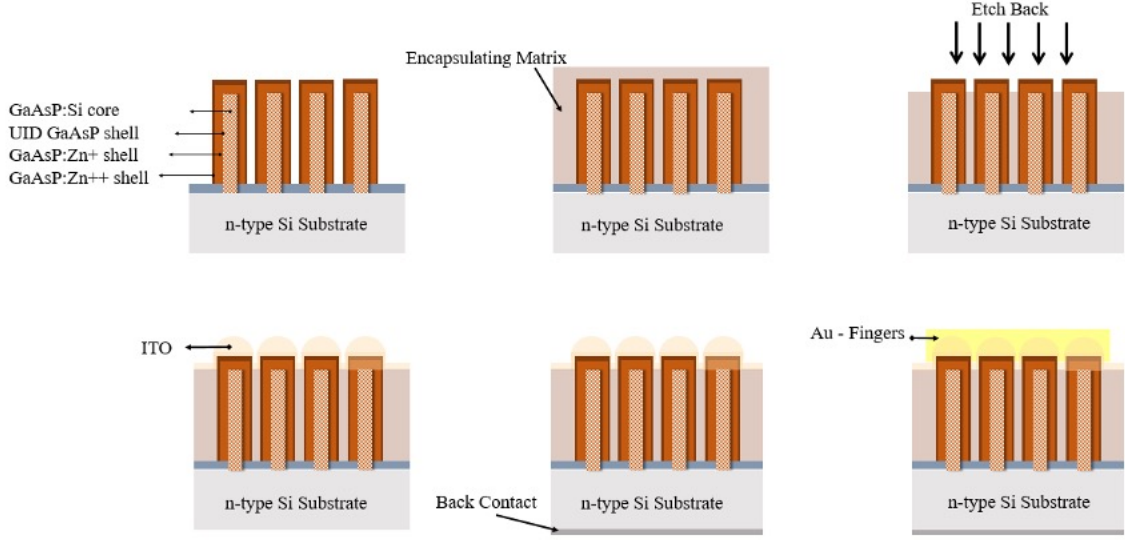 GaAsP:Si core
UID GaAsP shell
GaAsP:Zn+ shell
GaAsP:Zn++ shell
n-type Si Substrate
Encapsulating Matrix
n-type Si Substrate
Etch Back
n-type Si Substrate
ITO
n-type Si Substrate
Back Contact
n-type Si Substrate
Au - Fingers
n-type Si Substrate